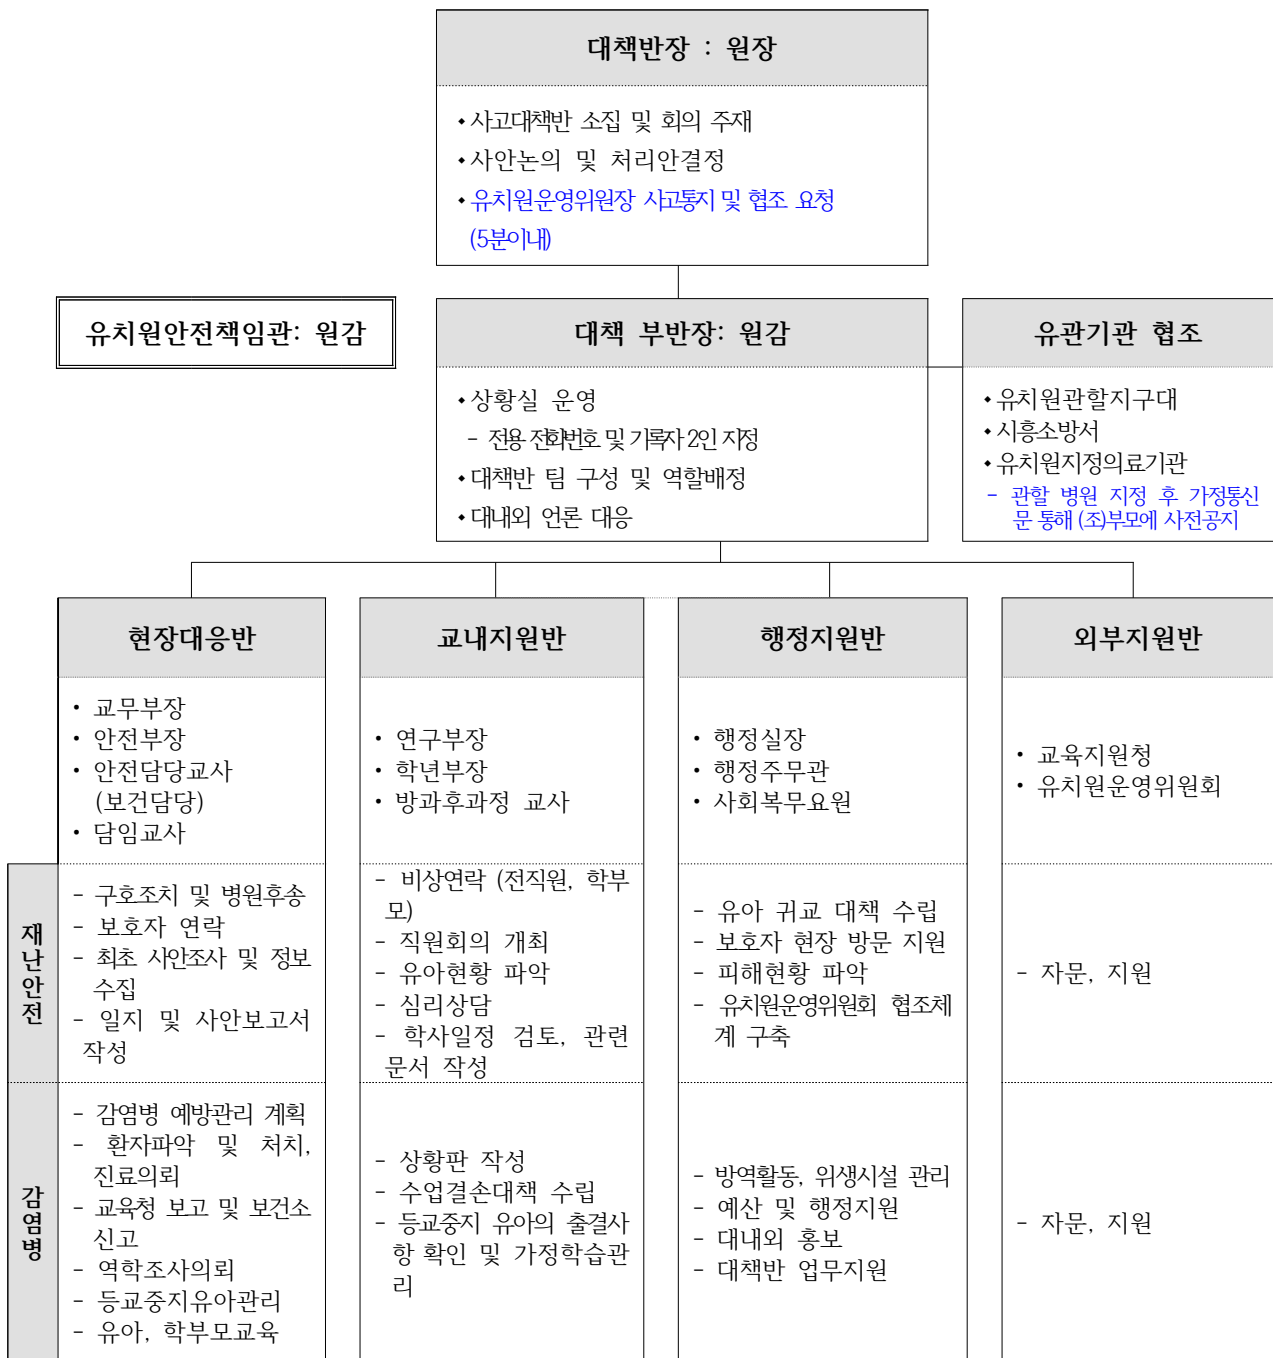 대책반장 : 원장
◆사고대책반 소집 및 회의 주재
◆사안논의 및 처리안결정
◆유치원운영위원장 사고통지 및 협조 요청
(5분이내)
유치원안전책임관: 원감
대책 부반장: 원감
◆상황실 운영
- 전용 전화번호 및 기록자 2인 지정
◆대책반 팀 구성 및 역할배정
◆대내외 언론 대응
유관기관 협조
◆유치원관할지구대
◆시흥소방서
◆유치원지정의료기관
- 관할 병원 지정 후 가정통신
문 통해 (조)부모에 사전공지
현장대응반
교내지원반
행정지원반
외부지원반
• 교무부장
• 안전부장
• 안전담당교사
(보건담당)
• 담임교사
• 연구부장
• 학년부장
• 방과후과정 교사
• 행정실장
• 행정주무관
• 사회복무요원
• 교육지원청
• 유치원운영위원회
재난안전
- 구호조치 및 병원후송
- 보호자 연락
- 최초 사안조사 및 정보
수집
- 일지 및 사안보고서
작성
- 비상연락 (전직원, 학부
모)
- 직원회의 개최
- 유아현황 파악
- 심리상담
- 학사일정 검토, 관련
문서 작성
- 유아 귀교 대책 수립
- 보호자 현장 방문 지원
- 피해현황 파악
- 유치원운영위원회 협조체
계 구축
- 자문, 지원
감염병
- 감염병 예방관리 계획
- 환자파악 및 처치,
진료의뢰
- 교육청 보고 및 보건소
신고
- 역학조사의뢰
- 등교중지유아관리
- 유아, 학부모교육
- 상황판 작성
- 수업결손대책 수립
- 등교중지 유아의 출결사
항 확인 및 가정학습관
리
- 방역활동, 위생시설 관리
- 예산 및 행정지원
- 대내외 홍보
- 대책반 업무지원
- 자문, 지원